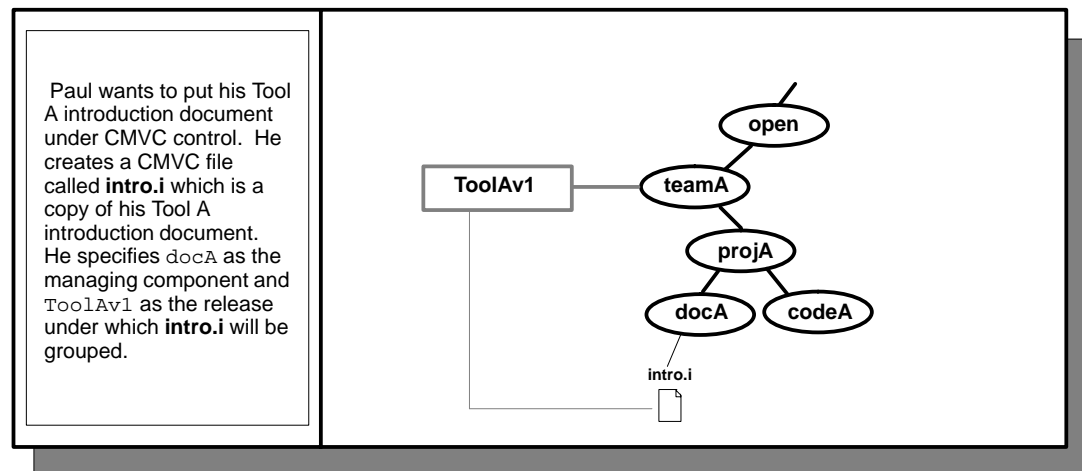 Paul wants to put his Tool
A introduction document
under CMVC control. He
creates a CMVC file
called intro.i which is a
copy of his Tool A
introduction document.
He specifies docA as the
managing component and
ToolAv1 as the release
under which intro.i will be
grouped.
open
ToolAv1
teamA
projA
docA
codeA
intro.i